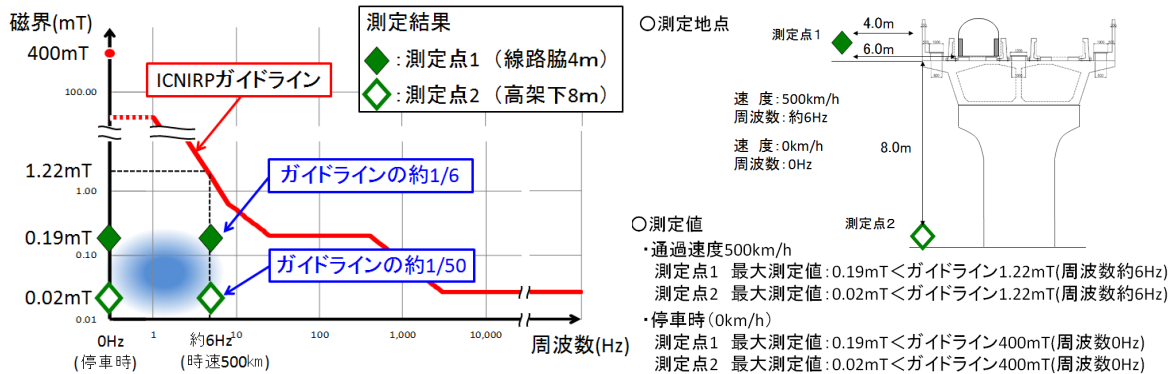 磁界(mT)
400mT
100.00
1.22mT
1.00
0.19mT
0.10
0.02mT
0.01
0Hz
(停車時)
1
約6Hz
(時速500km)
10
100
1,000
10,000
周波数(Hz)
ICNIRPガイドライン
測定結果
：測定点1（線路脇4ｍ）
：測定点2（高架下8ｍ）
ガイドラインの約1/6
ガイドラインの約1/50
○測定地点
測定点1
4.0m
6.0m
速 度：500km/h
周波数：約6Hz
速 度：0km/h
周波数：0Hz
8.0m
測定点2
○測定値
・通過速度500km/h
測定点1 最大測定値：0.19mT＜ガイドライン1.22mT(周波数約6Hz)
測定点2 最大測定値：0.02mT＜ガイドライン1.22mT(周波数約6Hz)
・停車時（0km/h）
測定点1 最大測定値：0.19mT＜ガイドライン400mT(周波数0Hz)
測定点2 最大測定値：0.02mT＜ガイドライン400mT(周波数0Hz)